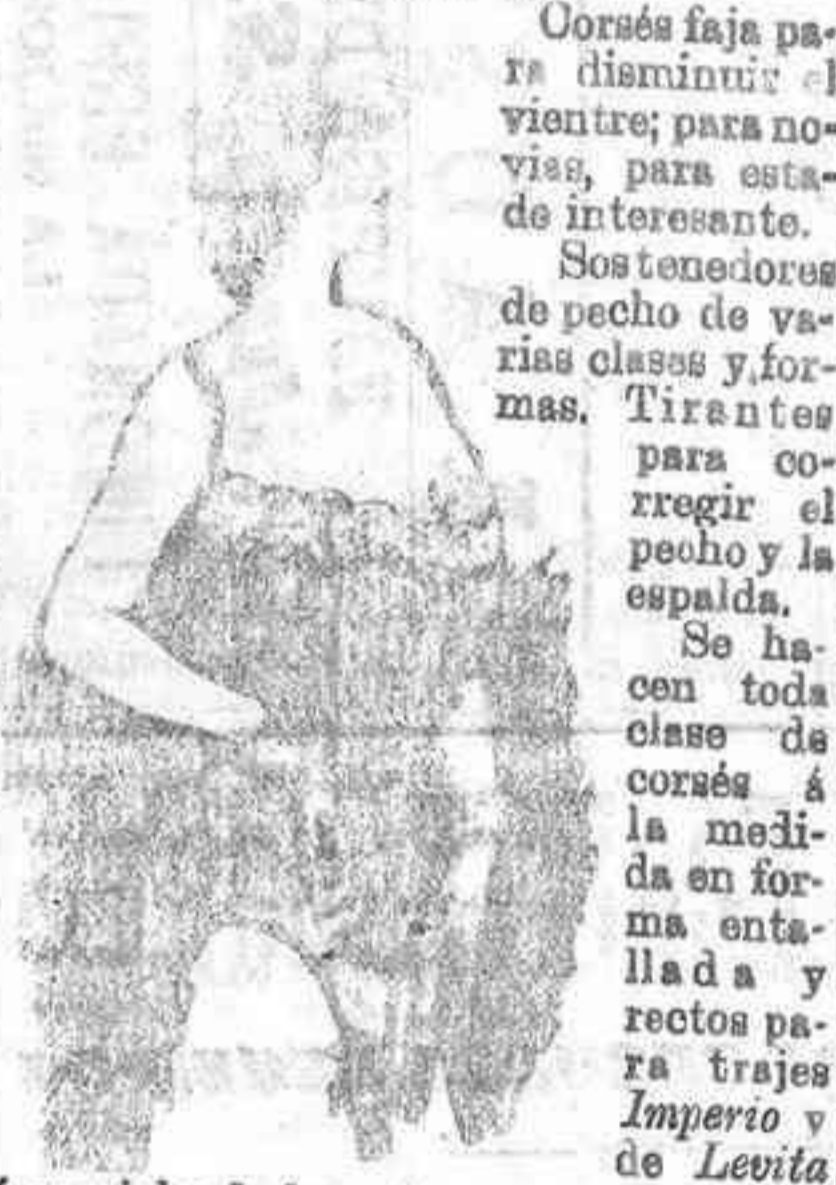 Corsés faja pa-
ra disminuir el
vientre; para no-
vias, para esta-
do interesante.
Sostenedores
de pecho de va-
rias clases y for-
mas. Tirantes
para co-
rregir el
pecho y la
espalda.
Se ha-
cen toda
clase de
corsés á
la medi-
da en for-
ma enta-
llada y
rectos pa-
ra trajes
Imperio y
de Levita